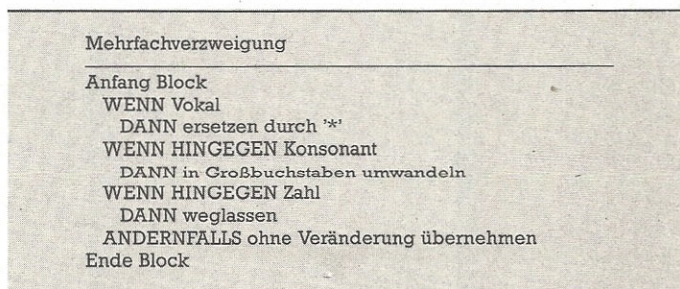 Mehrfachverzweigung
Anfang Block
WENN Vokal
DANN ersetzen durch '*'
WENN HINGEGEN Konsonant
DANN in Großbuchstaben umwandeln
WENN HINGEGEN Zahl
DANN weglassen
ANDERNFALLS ohne Veränderung übernehmen
Ende Block